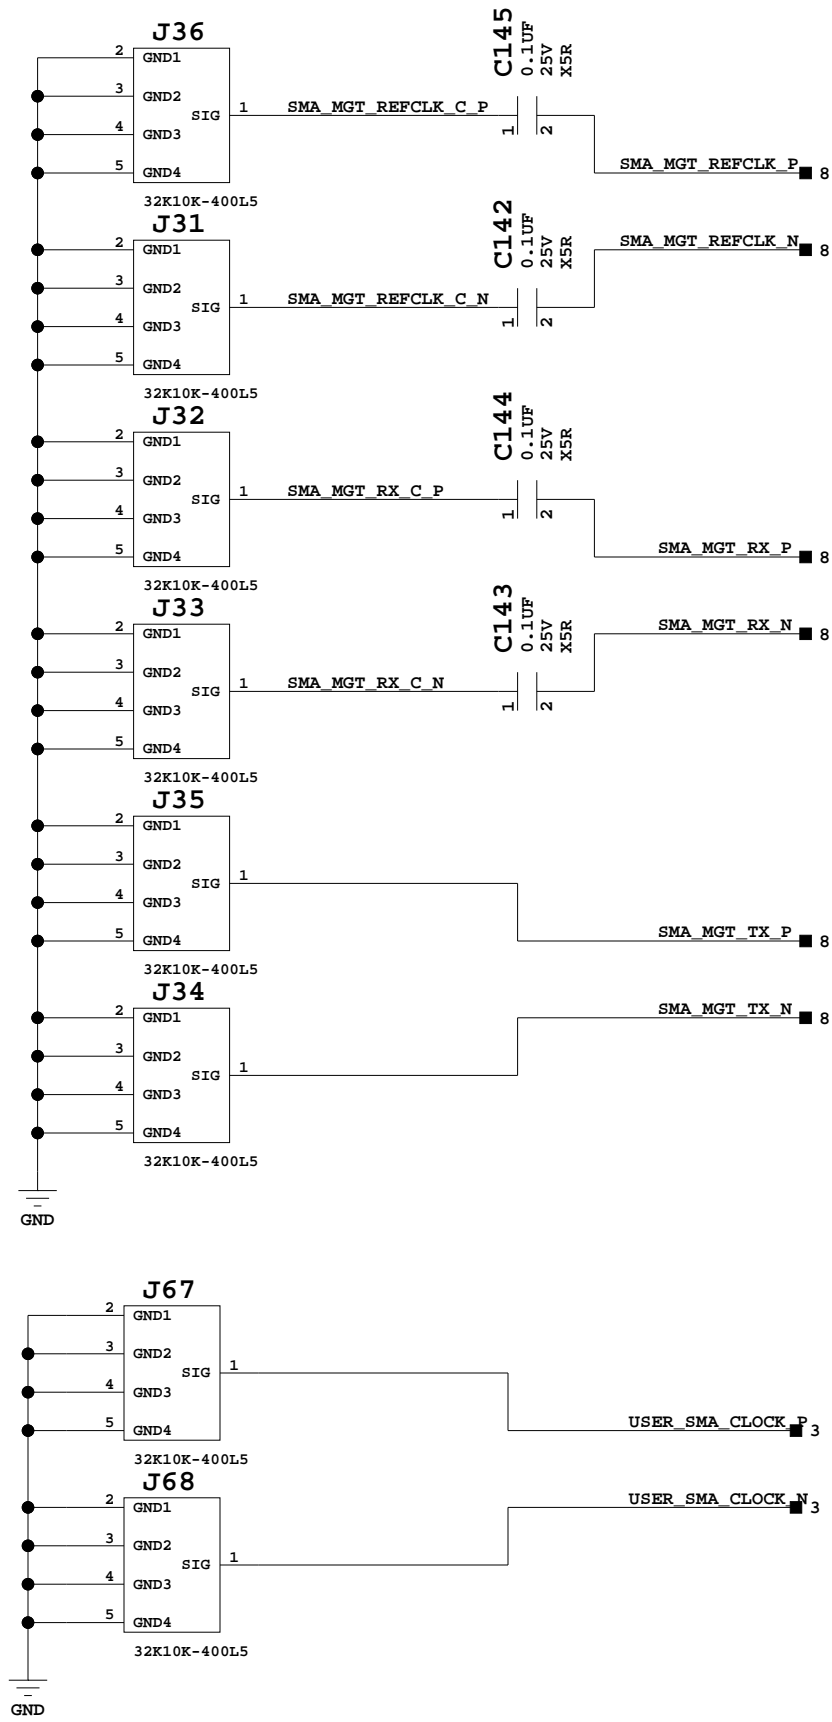 J36
2 GND1
3 GND2
SIG 1
4 GND3
5 GND4
32K10K-400L5
SMA_MGT_REFCLK_C_P
C145
0.1UF
25V
X5R
1 2
SMA_MGT_REFCLK_P 8
J31
2 GND1
3 GND2
SIG 1
4 GND3
5 GND4
32K10K-400L5
SMA_MGT_REFCLK_C_N
C142
0.1UF
25V
X5R
1 2
SMA_MGT_REFCLK_N 8
J32
2 GND1
3 GND2
SIG 1
4 GND3
5 GND4
32K10K-400L5
SMA_MGT_RX_C_P
C144
0.1UF
25V
X5R
1 2
SMA_MGT_RX_P 8
J33
2 GND1
3 GND2
SIG 1
4 GND3
5 GND4
32K10K-400L5
SMA_MGT_RX_C_N
C143
0.1UF
25V
X5R
1 2
SMA_MGT_RX_N 8
J35
2 GND1
3 GND2
SIG 1
4 GND3
5 GND4
32K10K-400L5
SMA_MGT_TX_P 8
J34
2 GND1
3 GND2
SIG 1
4 GND3
5 GND4
32K10K-400L5
SMA_MGT_TX_N 8
GND
J67
2 GND1
3 GND2
SIG 1
4 GND3
5 GND4
32K10K-400L5
USER_SMA_CLOCK_P 3
J68
2 GND1
3 GND2
SIG 1
4 GND3
5 GND4
32K10K-400L5
USER_SMA_CLOCK_N 3
GND